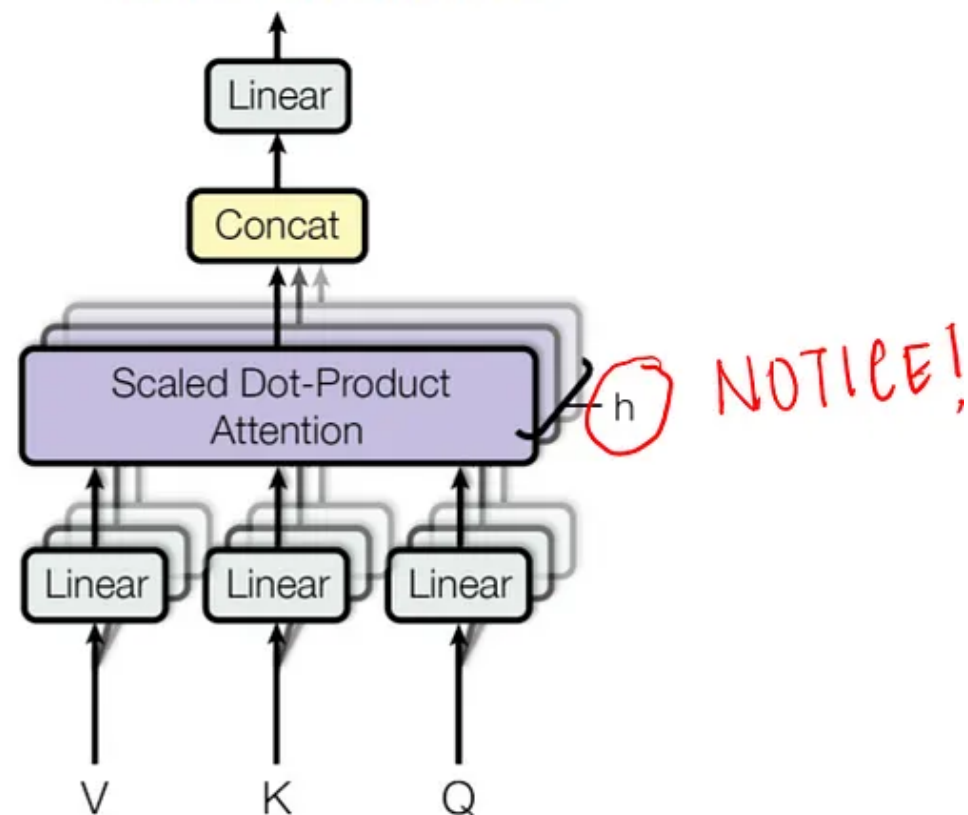 Linear
Concat
Scaled Dot-Product
Attention
h
NOTICE!
Linear
Linear
Linear
V
K
Q